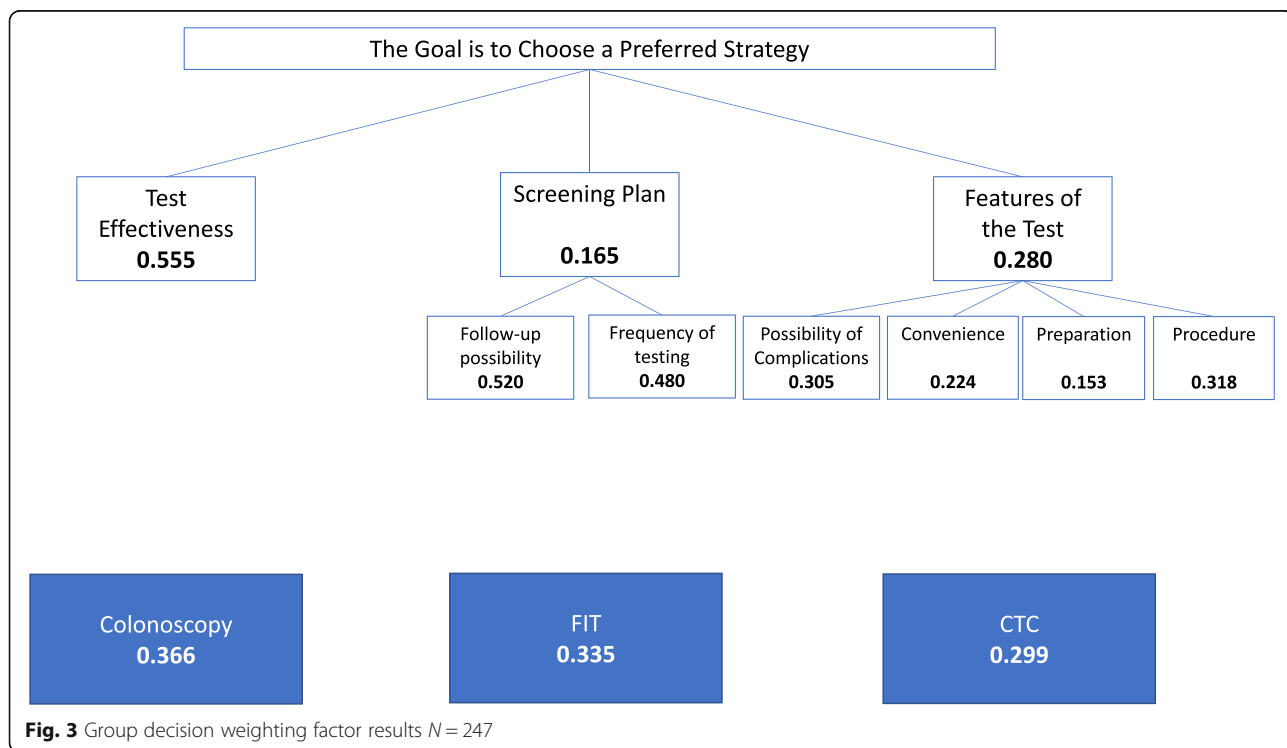 The Goal is to Choose a Preferred Strategy
Test
Effectiveness
0.555
Screening Plan
0.165
Features of
the Test
0.280
Follow-up
possibility
0.520
Frequency of
testing
0.480
Possibility of
Complications
0.305
Convenience
0.224
Preparation
0.153
Procedure
0.318
Colonoscopy
0.366
FIT
0.335
CTC
0.299
Fig. 3 Group decision weighting factor results N = 247